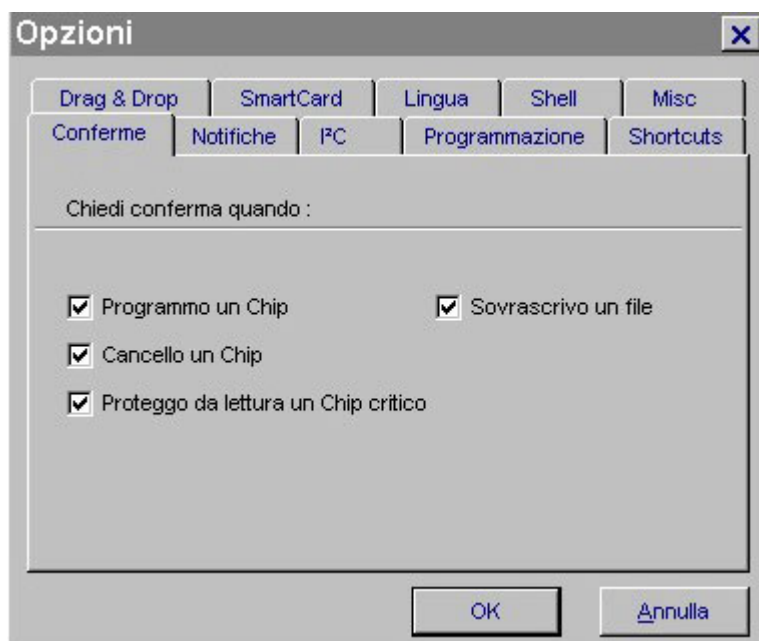 Opzioni
Drag & Drop SmartCard Lingua Shell Misc
Conferme Notifiche I²C Programmazione Shortcuts
Chiedi conferma quando :
Programmo un Chip Sovrascrivo un file
Cancello un Chip
Proteggo da lettura un Chip critico
OK Annulla